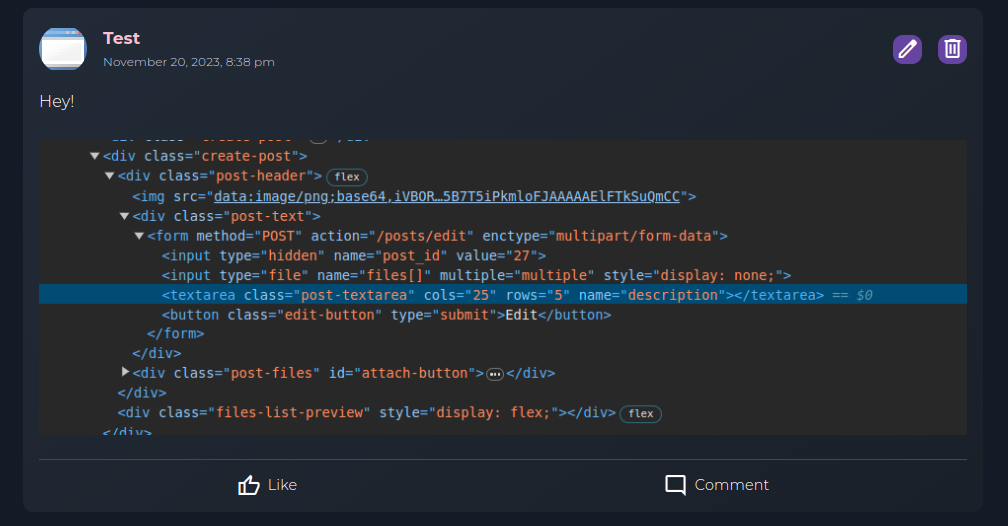 Test
November 20, 2023, 8:38 pm
Hey!
▼<div class="create-post">
▼<div class="post-header"> flex
<img src="data:image/png;base64,iVBOR…5B7T5iPkmloFJAAAAAElFTkSuQmCC">
▼<div class="post-text">
▼<form method="POST" action="/posts/edit" enctype="multipart/form-data">
<input type="hidden" name="post_id" value="27">
<input type="file" name="files[]" multiple="multiple" style="display: none;">
<textarea class="post-textarea" cols="25" rows="5" name="description"></textarea> == $0
<button class="edit-button" type="submit">Edit</button>
</form>
</div>
▶<div class="post-files" id="attach-button">…</div>
</div>
<div class="files-list-preview" style="display: flex;"></div> flex
</div>
Like
Comment